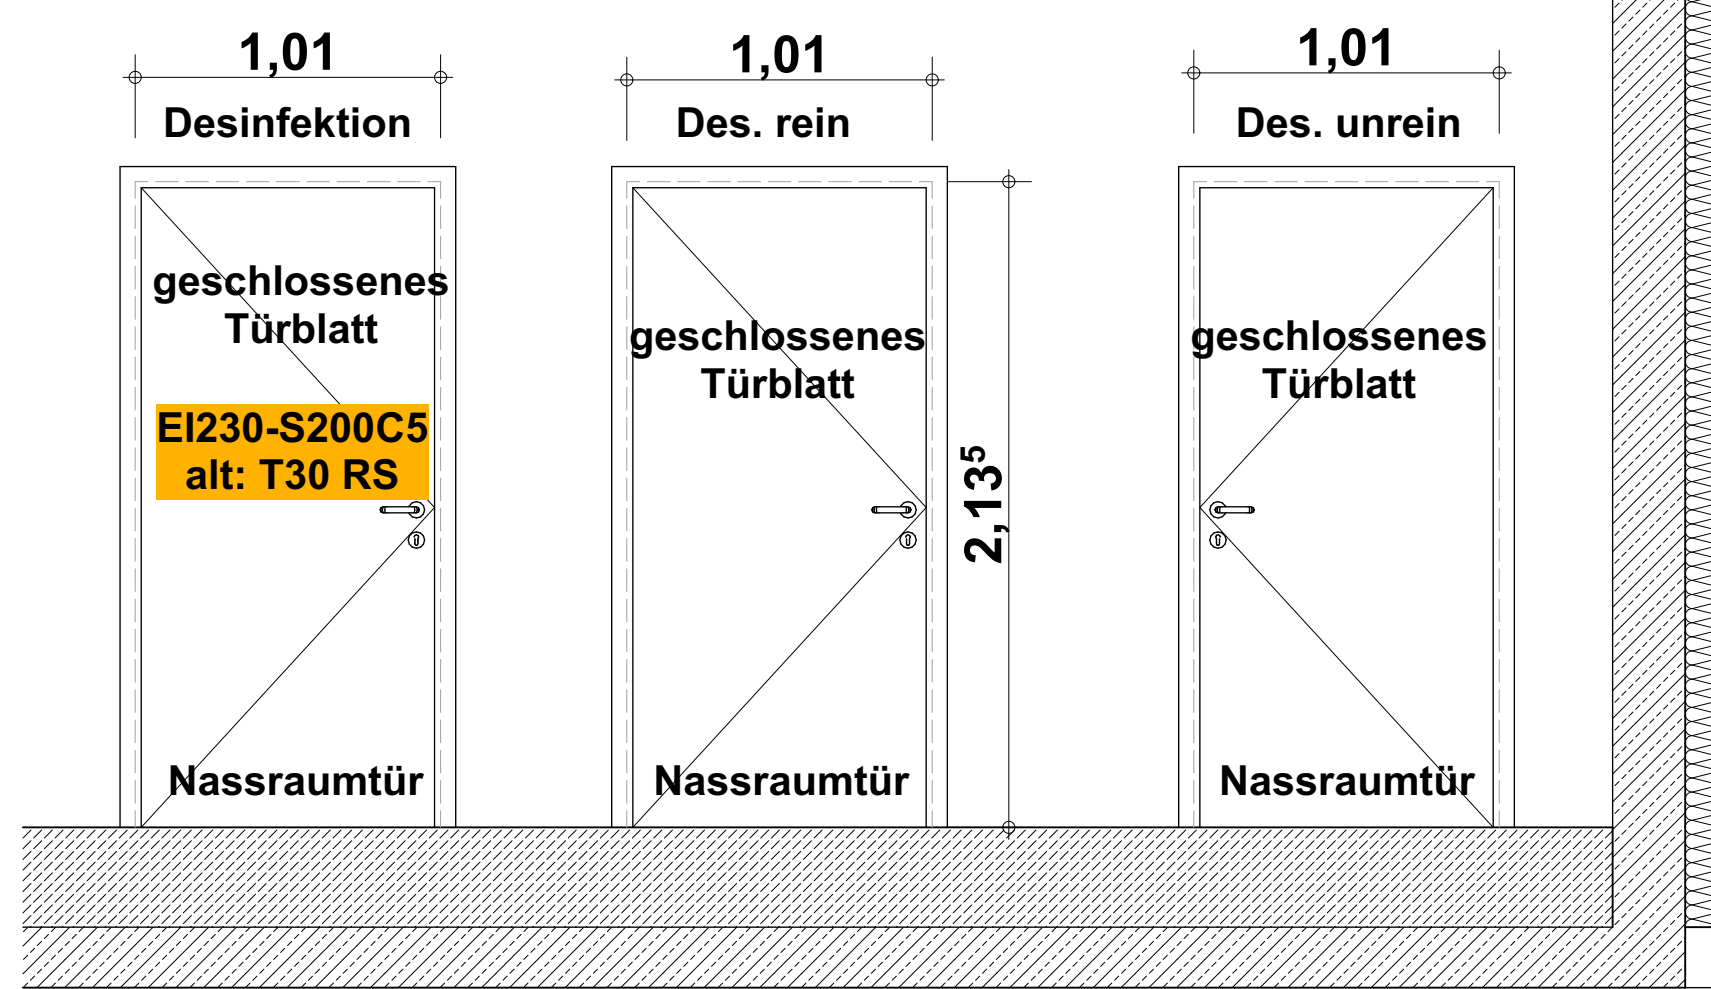 1,01
1,01
1,01
Desinfektion
Des. rein
Des. unrein
geschlossenes
Türblatt
EI230-S200C5
alt: T30 RS
Nassraumtür
geschlossenes
Türblatt
Nassraumtür
2,13⁵
geschlossenes
Türblatt
Nassraumtür